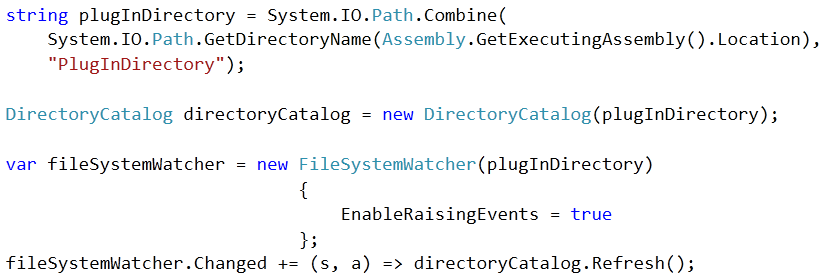 string plugInDirectory = System.IO.Path.Combine(
    System.IO.Path.GetDirectoryName(Assembly.GetExecutingAssembly().Location),
    "PlugInDirectory");
DirectoryCatalog directoryCatalog = new DirectoryCatalog(plugInDirectory);
var fileSystemWatcher = new FileSystemWatcher(plugInDirectory)
                            {
                                EnableRaisingEvents = true
                            };
fileSystemWatcher.Changed += (s, a) => directoryCatalog.Refresh();